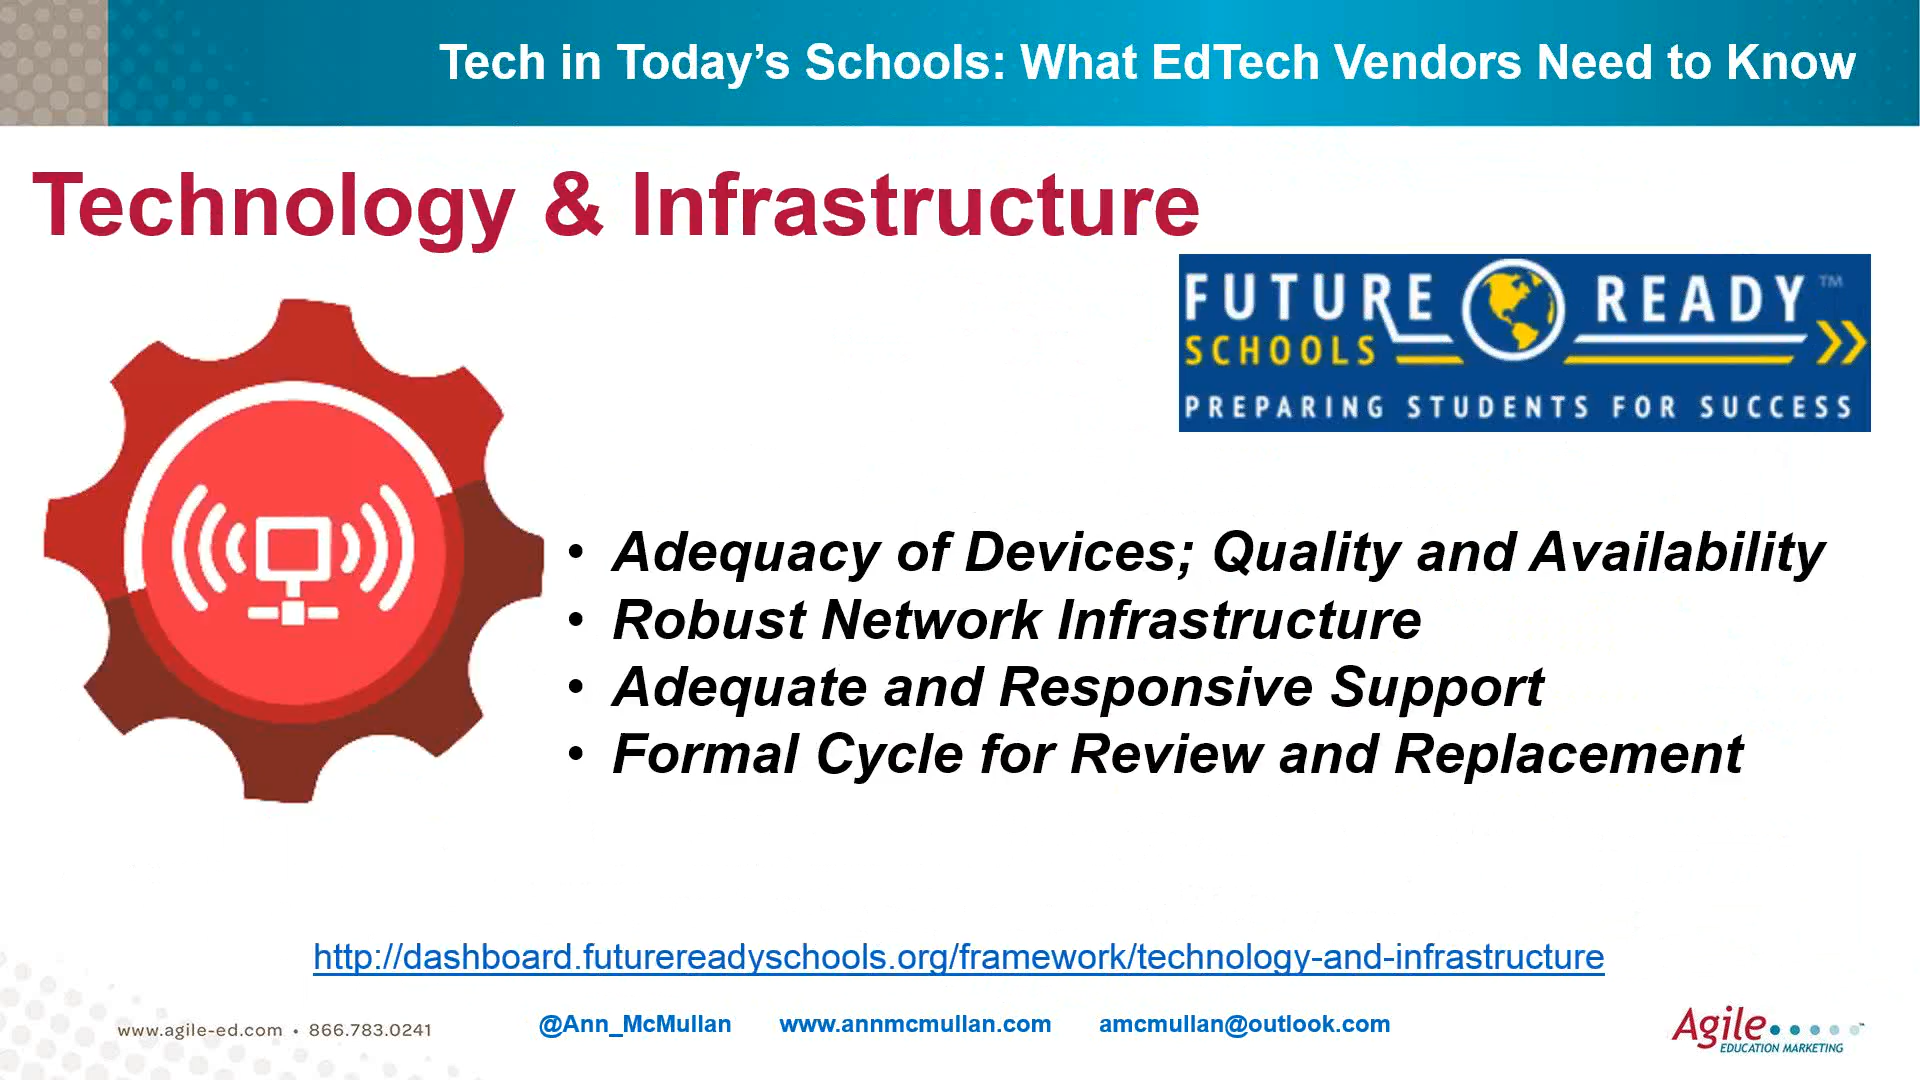 Tech in Today's Schools: What EdTech Vendors Need to Know
Technology & Infrastructure
FUTURE READY™
SCHOOLS
PREPARING STUDENTS FOR SUCCESS
• Adequacy of Devices; Quality and Availability
• Robust Network Infrastructure
• Adequate and Responsive Support
• Formal Cycle for Review and Replacement
http://dashboard.futurereadyschools.org/framework/technology-and-infrastructure
www.agile-ed.com • 866.783.0241
@Ann_McMullan www.annmcmullan.com amcmullan@outlook.com
Agile™
EDUCATION MARKETING